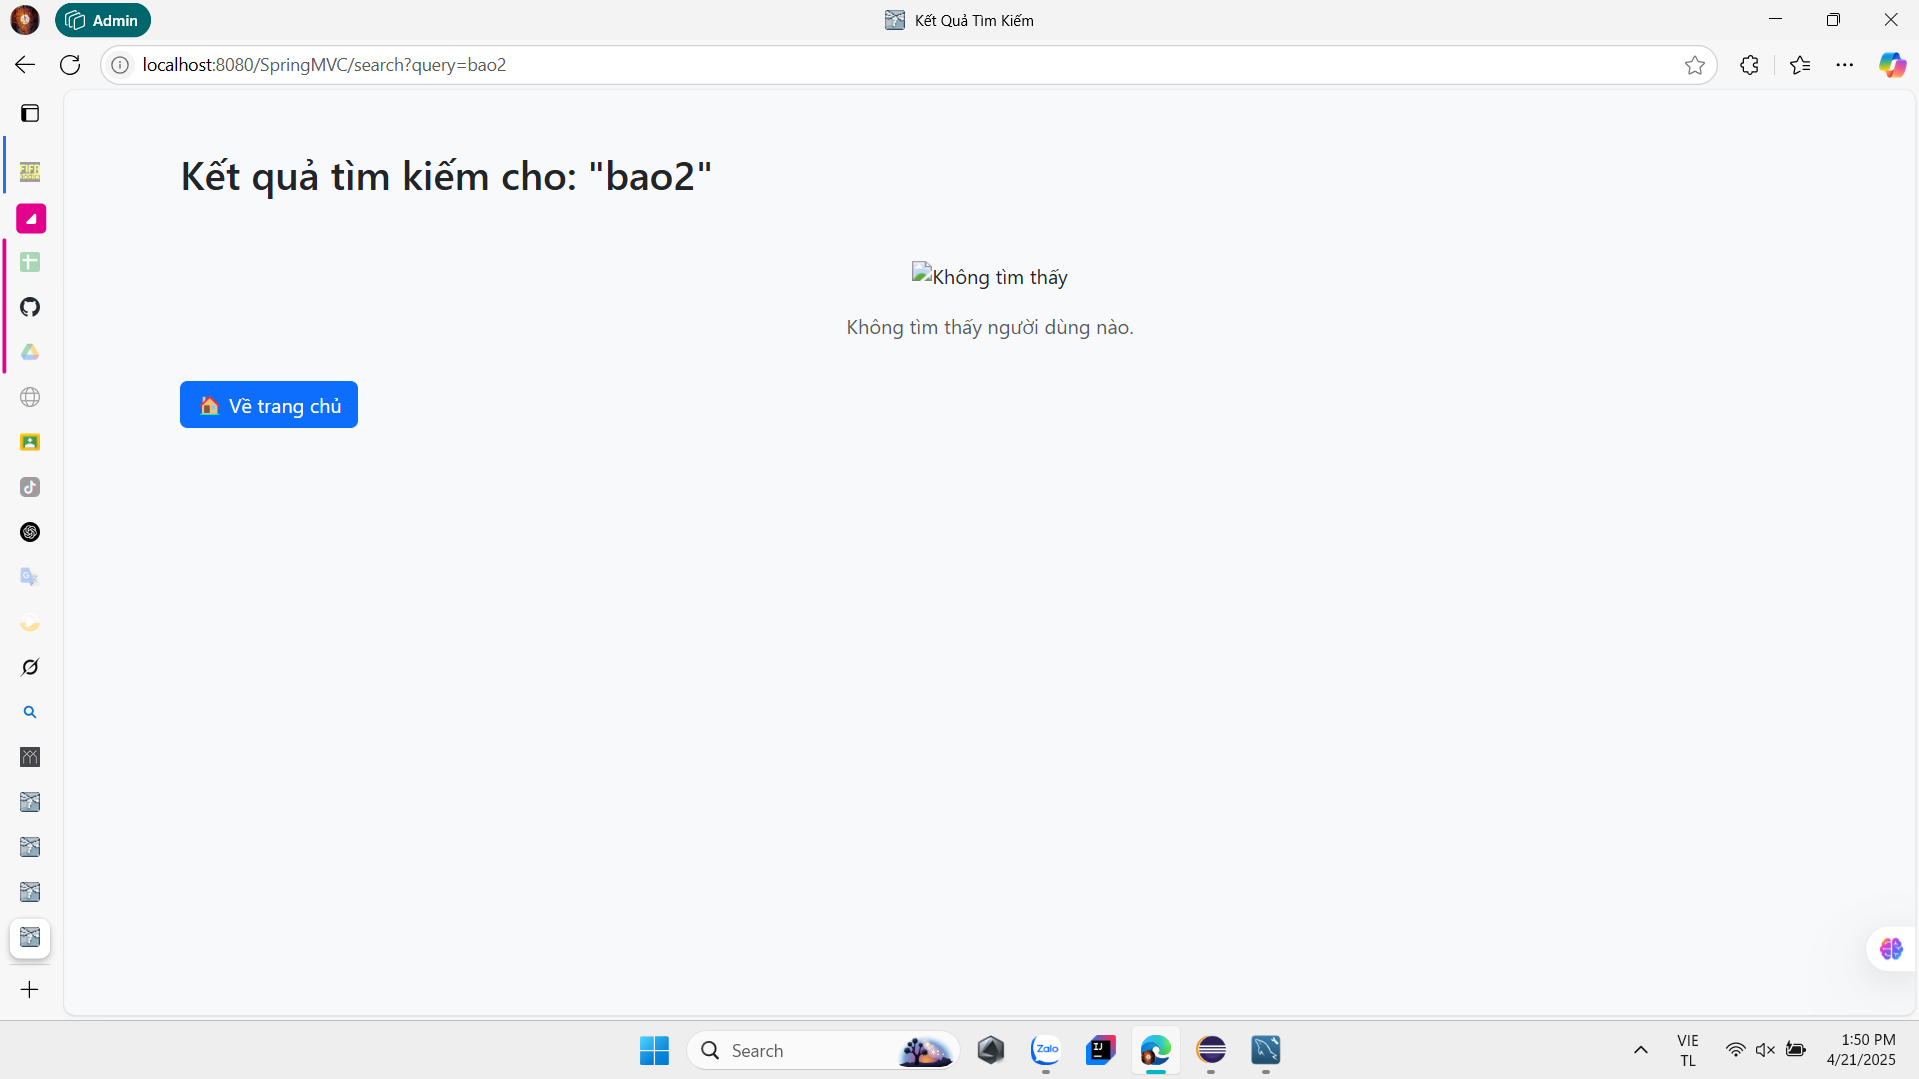 Admin
Kết Quả Tìm Kiếm
localhost:8080/SpringMVC/search?query=bao2
Kết quả tìm kiếm cho: "bao2"
Không tìm thấy
Không tìm thấy người dùng nào.
Về trang chủ
Search
Zalo
IJ
VIE
TL
1:50 PM
4/21/2025